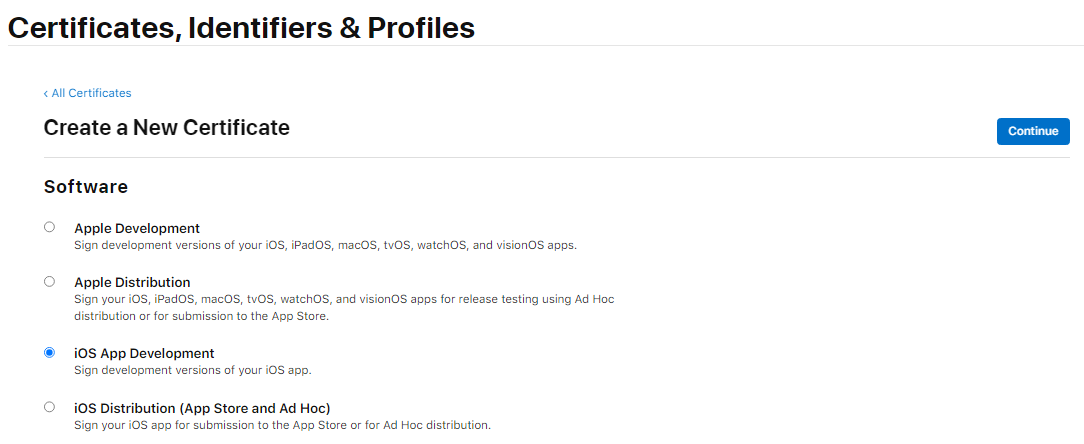 Certificates, Identifiers & Profiles
‹ All Certificates
Create a New Certificate
Continue
Software
Apple Development
Sign development versions of your iOS, iPadOS, macOS, tvOS, watchOS, and visionOS apps.
Apple Distribution
Sign your iOS, iPadOS, macOS, tvOS, watchOS, and visionOS apps for release testing using Ad Hoc
distribution or for submission to the App Store.
iOS App Development
Sign development versions of your iOS app.
iOS Distribution (App Store and Ad Hoc)
Sign your iOS app for submission to the App Store or for Ad Hoc distribution.